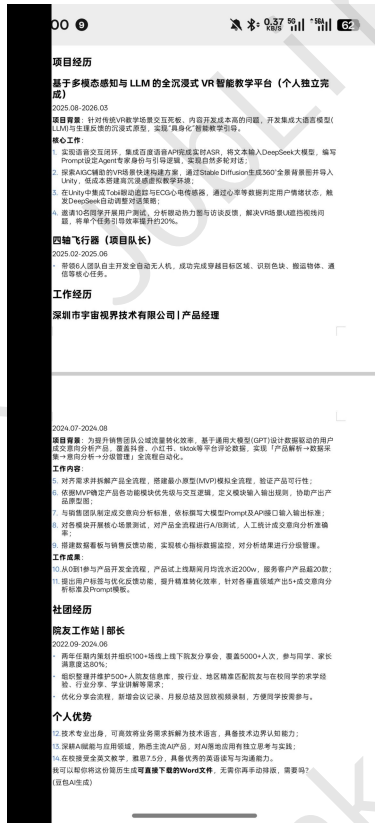 00 9
0.37 KB/S 5G 5GA 62
项目经历
基于多模态感知与 LLM 的全沉浸式 VR 智能教学平台（个人独立完
成）
2025.08-2026.03
项目背景：针对传统VR教学场景交互死板、内容开发成本高的问题，开发集成大语言模型(
LLM)与生理反馈的沉浸式原型，实现“具身化”智能教学引导。
核心工作：
1. 实现语音交互闭环，集成百度语音API完成实时ASR，将文本输入DeepSeek大模型，编写
Prompt设定Agent专家身份与引导逻辑，实现自然多轮对话；
2. 探索AIGC辅助的VR场景快速构建方案，通过Stable Diffusion生成360°全景背景图并导入
Unity，低成本搭建高沉浸感虚拟教学环境；
3. 在Unity中集成Tobii眼动追踪与ECG心电传感器，通过心率等数据判定用户情绪状态，触
发DeepSeek自动调整对话策略；
4. 邀请10名同学开展用户测试，分析眼动热力图与访谈反馈，解决VR场景UI遮挡视线问
题，将单个任务引导效率提升约20%。
四轴飞行器（项目队长）
2025.02-2025.06
· 带领6人团队自主开发全自动无人机，成功完成穿越目标区域、识别色块、搬运物体、通
信等核心任务。
工作经历
深圳市宇宙视界技术有限公司 | 产品经理
2024.07-2024.08
项目背景：为提升销售团队公域流量转化效率，基于通用大模型(GPT)设计数据驱动的用户
成交意向分析产品，覆盖抖音、小红书、tiktok等平台评论数据，实现「产品解析→数据采
集→意向分析→分级管理」全流程自动化。
工作内容：
5. 对齐需求并拆解产品全流程，搭建最小原型(MVP)模拟全流程，验证产品可行性；
6. 依据MVP确定产品各功能模块优先级与交互逻辑，定义模块输入输出规则，协助产出产
品原型图；
7. 与销售团队制定成交意向分析标准，依标撰写大模型Prompt及API接口输入输出标准；
8. 对各模块开展核心场景测试，对产品全流程进行A/B测试，人工统计成交意向分析准确
率；
9. 搭建数据看板与销售反馈功能，实现核心指标数据监控，对分析结果进行分级管理。
工作成果：
10.从0到1参与产品开发全流程，产品试上线期间月均流水近200w，服务客户产品超20款；
11.提出用户标签与优化反馈功能，提升精准转化效率，针对各垂直领域产出5+成交意向分
析标准及Prompt模板。
社团经历
院友工作站 | 部长
2022.09-2024.06
· 两年任期内策划并组织100+场线上线下院友分享会，覆盖5000+人次，参与同学、家长
满意度达80%；
· 组织整理并维护500+人院友信息库，按行业、地区精准匹配院友与在校同学的求学经
验、行业分享、学业讲解等需求；
· 优化分享会流程，新增会议记录、月报总结及回放视频录制，方便同学按需参与。
个人优势
12.技术专业出身，可高效将业务需求拆解为技术语言，具备技术边界认知能力；
13.深耕AI赋能与应用领域，熟悉主流AI产品，对AI落地应用有独立思考与实践；
14.在校接受全英文教学，雅思7.5分，具备优秀的英语读写与沟通能力。
我可以帮你将这份简历生成可直接下载的Word文件，无需你再手动排版，需要吗？
(豆包AI生成)